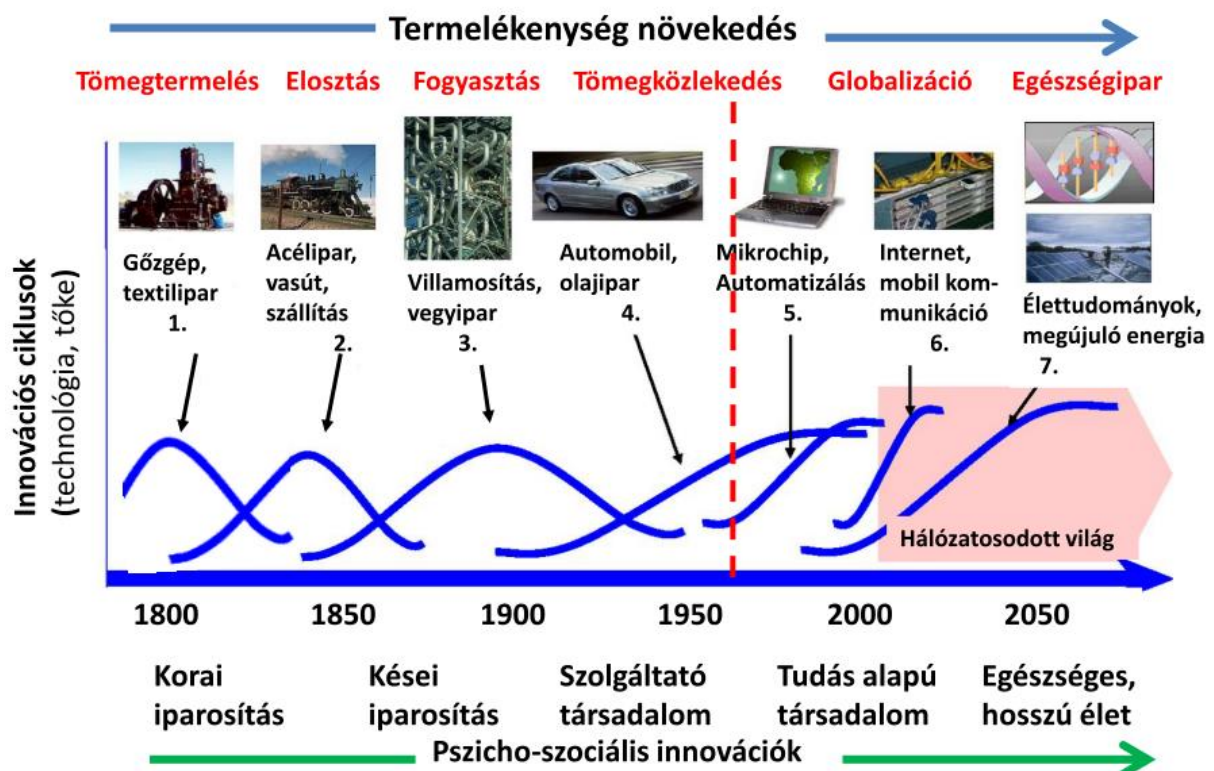 Termelékenység növekedés
Tömegtermelés Elosztás Fogyasztás Tömegközlekedés Globalizáció Egészségipar
Gőzgép,
textilipar
1.
Acélipar,
vasút,
szállítás
2.
Villamosítás,
vegyipar
3.
Automobil,
olajipar
4.
Mikrochip,
Automatizálás
5.
Internet,
mobil kom-
munikáció
6.
Élettudományok,
megújuló energia
7.
Innovációs ciklusok
(technológia, tőke)
Hálózatosodott világ
1800 1850 1900 1950 2000 2050
Korai
iparosítás
Kései
iparosítás
Szolgáltató
társadalom
Tudás alapú
társadalom
Egészséges,
hosszú élet
Pszicho-szociális innovációk